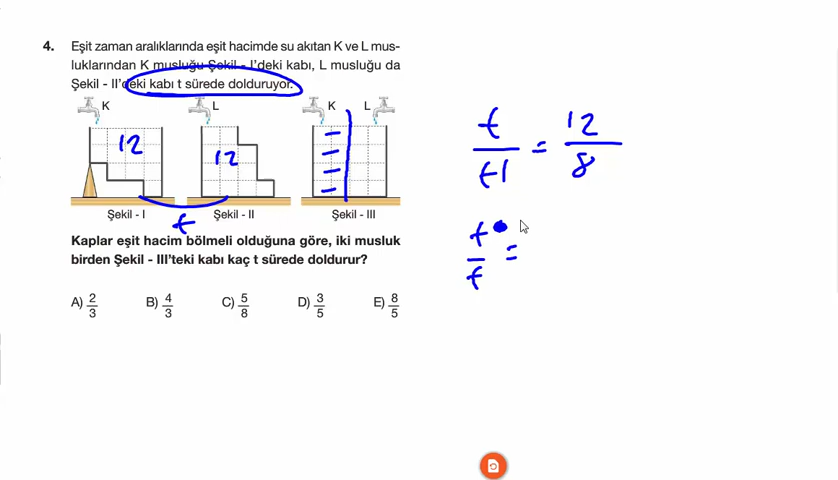 4. Eşit zaman aralıklarında eşit hacimde su akıtan K ve L mus-
luklarından K musluğu Şekil - I'deki kabı, L musluğu da
Şekil - II'deki kabı t sürede dolduruyor.
K L K L
12 12
Şekil - I Şekil - II Şekil - III
t
Kaplar eşit hacim bölmeli olduğuna göre, iki musluk
birden Şekil - III'teki kabı kaç t sürede doldurur?
A) 2/3 B) 4/3 C) 5/8 D) 3/5 E) 8/5
t/t1 = 12/8
t/t =